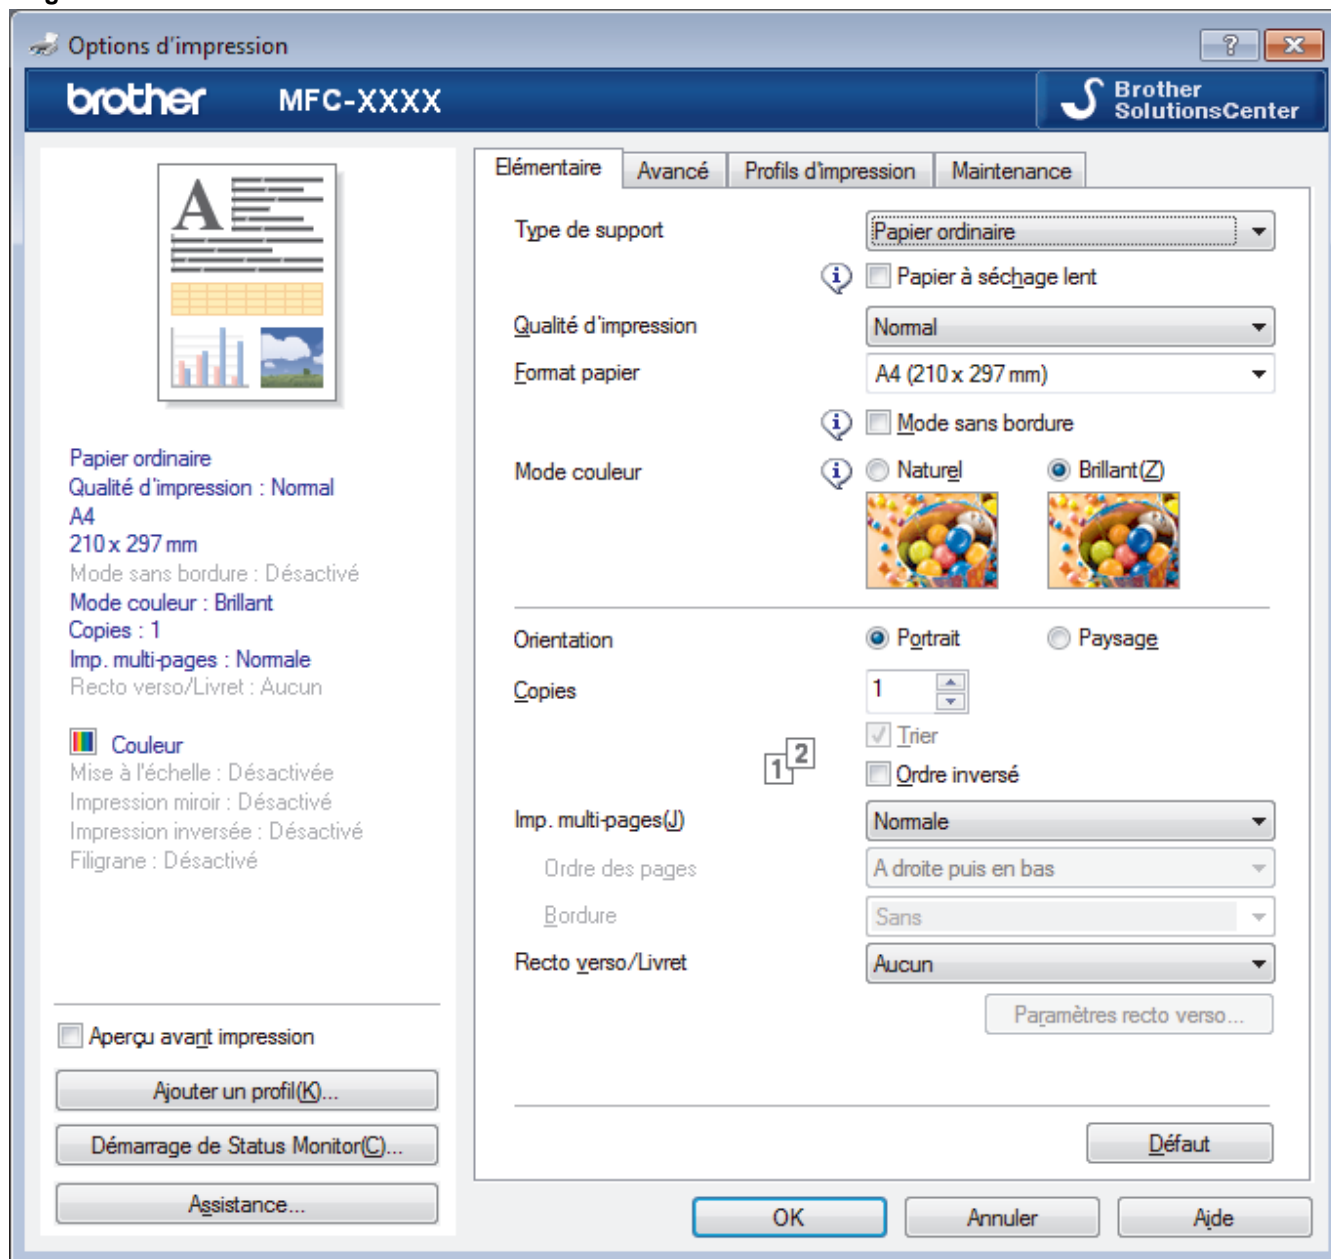 Options d'impression
brother MFC-XXXX
Brother
SolutionsCenter
A
Papier ordinaire
Qualité d'impression : Normal
A4
210 x 297 mm
Mode sans bordure : Désactivé
Mode couleur : Brillant
Copies : 1
Imp. multi-pages : Normale
Recto verso/Livret : Aucun
Couleur
Mise à l'échelle : Désactivée
Impression miroir : Désactivé
Impression inversée : Désactivé
Filigrane : Désactivé
Aperçu avant impression
Ajouter un profil(K)...
Démarrage de Status Monitor(C)...
Assistance...
Elémentaire Avancé Profils d'impression Maintenance
Type de support Papier ordinaire
Papier à séchage lent
Qualité d'impression Normal
Format papier A4 (210 x 297 mm)
Mode sans bordure
Mode couleur Naturel Brillant(Z)
Orientation Portrait Paysage
Copies 1
Trier
1 2
Ordre inversé
Imp. multi-pages(J) Normale
Ordre des pages A droite puis en bas
Bordure Sans
Recto verso/Livret Aucun
Paramètres recto verso...
Défaut
OK Annuler Aide